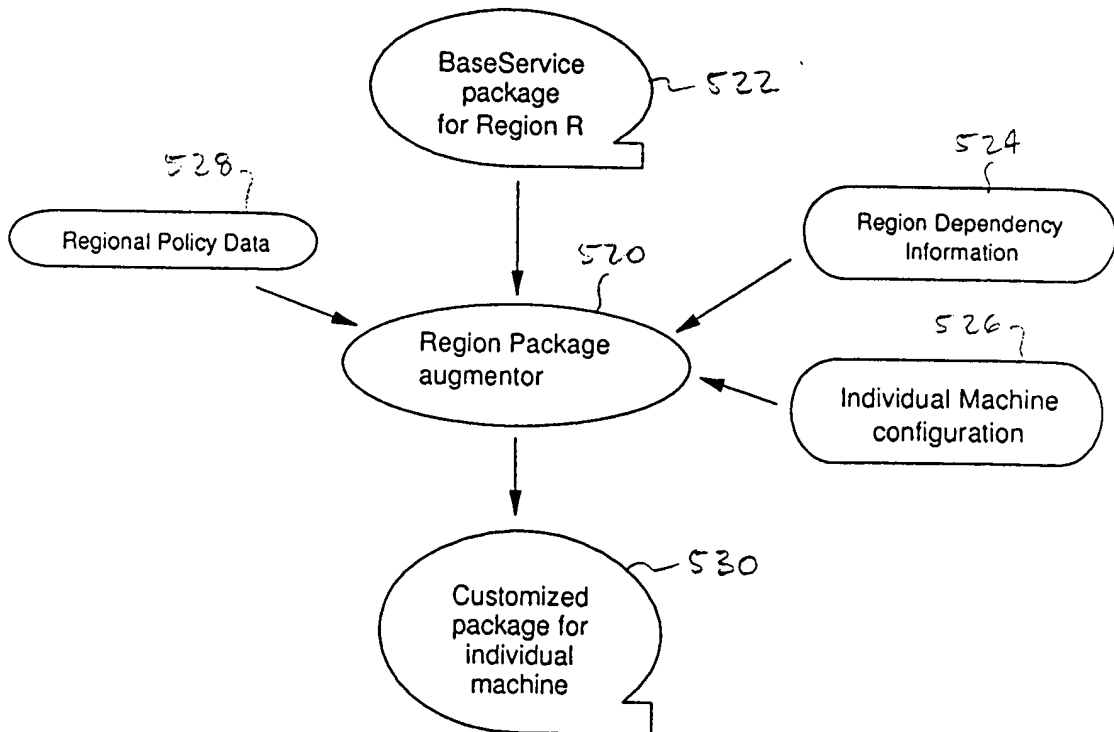 BaseService
package
for Region R
522
528
Regional Policy Data
524
Region Dependency
Information
520
Region Package
augmentor
526
Individual Machine
configuration
530
Customized
package for
individual
machine